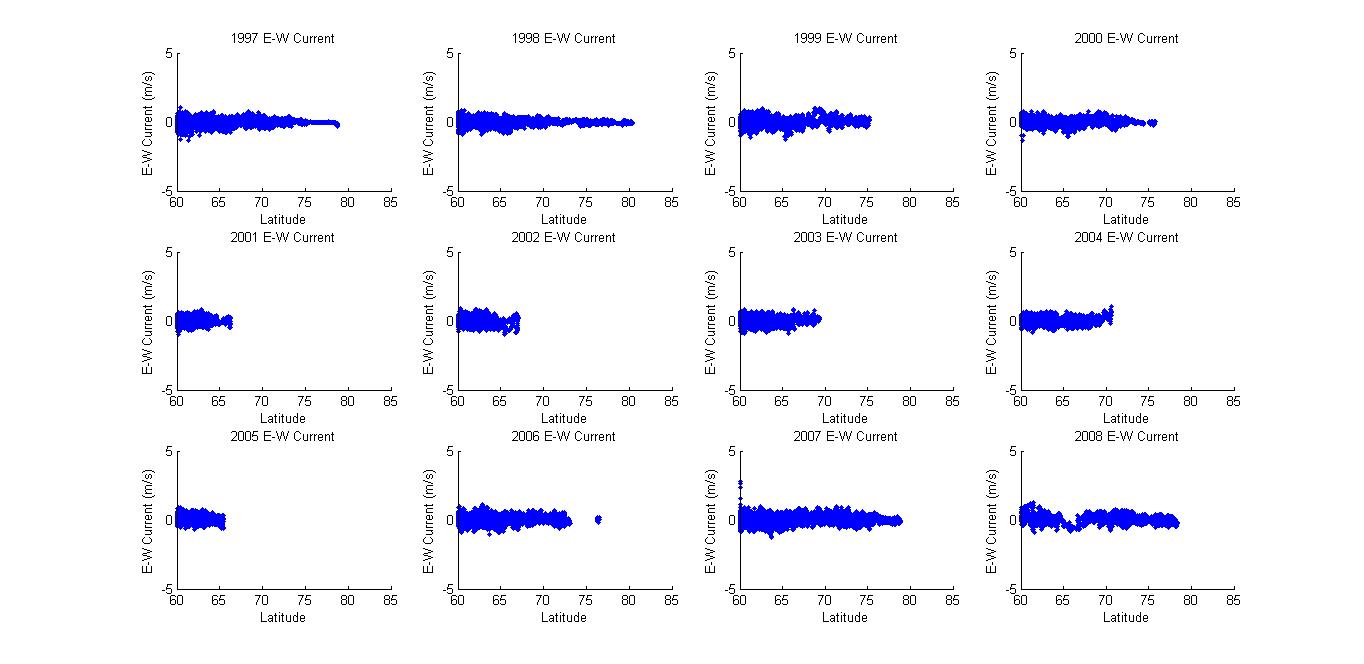 1997 E-W Current
1998 E-W Current
1999 E-W Current
2000 E-W Current
E-W Current (m/s)
5
0
-5
60 65 70 75 80 85
Latitude
E-W Current (m/s)
5
0
-5
60 65 70 75 80 85
Latitude
E-W Current (m/s)
5
0
-5
60 65 70 75 80 85
Latitude
E-W Current (m/s)
5
0
-5
60 65 70 75 80 85
Latitude
2001 E-W Current
2002 E-W Current
2003 E-W Current
2004 E-W Current
E-W Current (m/s)
5
0
-5
60 65 70 75 80 85
Latitude
E-W Current (m/s)
5
0
-5
60 65 70 75 80 85
Latitude
E-W Current (m/s)
5
0
-5
60 65 70 75 80 85
Latitude
E-W Current (m/s)
5
0
-5
60 65 70 75 80 85
Latitude
2005 E-W Current
2006 E-W Current
2007 E-W Current
2008 E-W Current
E-W Current (m/s)
5
0
-5
60 65 70 75 80 85
Latitude
E-W Current (m/s)
5
0
-5
60 65 70 75 80 85
Latitude
E-W Current (m/s)
5
0
-5
60 65 70 75 80 85
Latitude
E-W Current (m/s)
5
0
-5
60 65 70 75 80 85
Latitude